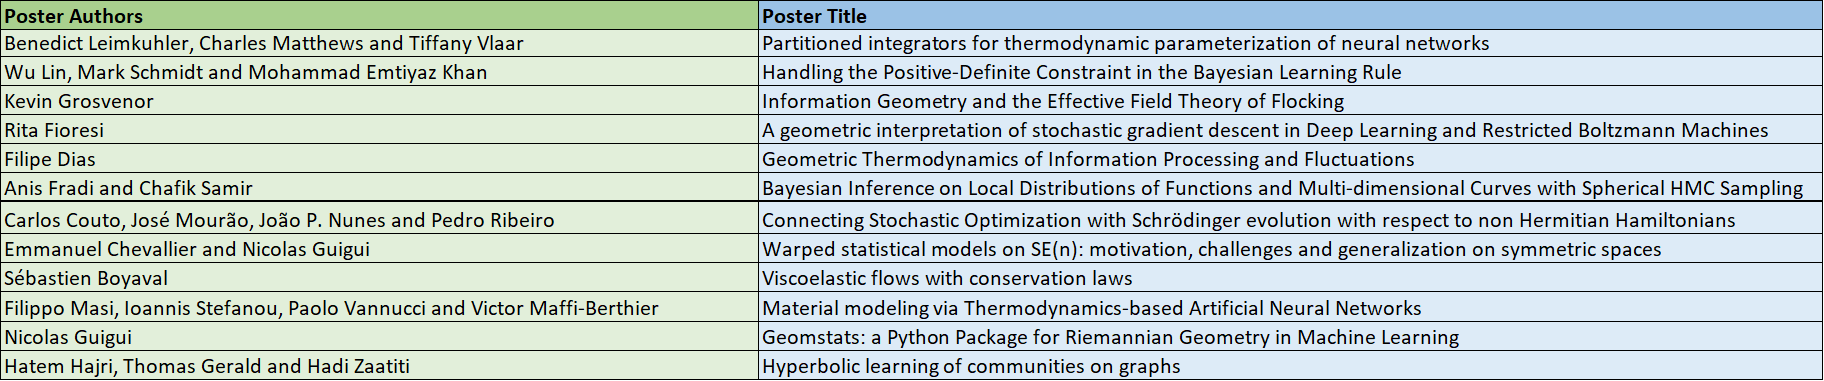 Poster Authors Poster Title
Benedict Leimkuhler, Charles Matthews and Tiffany Vlaar Partitioned integrators for thermodynamic parameterization of neural networks
Wu Lin, Mark Schmidt and Mohammad Emtiyaz Khan Handling the Positive-Definite Constraint in the Bayesian Learning Rule
Kevin Grosvenor Information Geometry and the Effective Field Theory of Flocking
Rita Fioresi A geometric interpretation of stochastic gradient descent in Deep Learning and Restricted Boltzmann Machines
Filipe Dias Geometric Thermodynamics of Information Processing and Fluctuations
Anis Fradi and Chafik Samir Bayesian Inference on Local Distributions of Functions and Multi-dimensional Curves with Spherical HMC Sampling
Carlos Couto, José Mourão, João P. Nunes and Pedro Ribeiro Connecting Stochastic Optimization with Schrödinger evolution with respect to non Hermitian Hamiltonians
Emmanuel Chevallier and Nicolas Guigui Warped statistical models on SE(n): motivation, challenges and generalization on symmetric spaces
Sébastien Boyaval Viscoelastic flows with conservation laws
Filippo Masi, Ioannis Stefanou, Paolo Vannucci and Victor Maffi-Berthier Material modeling via Thermodynamics-based Artificial Neural Networks
Nicolas Guigui Geomstats: a Python Package for Riemannian Geometry in Machine Learning
Hatem Hajri, Thomas Gerald and Hadi Zaatiti Hyperbolic learning of communities on graphs